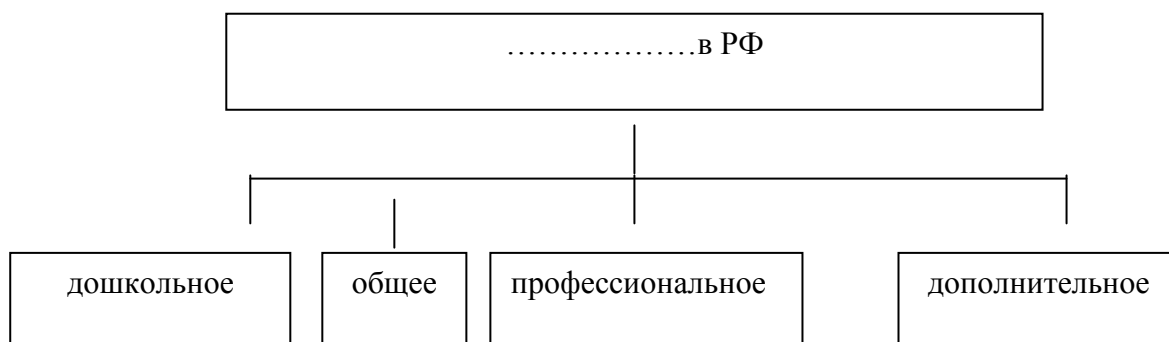 ………………в РФ
дошкольное
общее
профессиональное
дополнительное